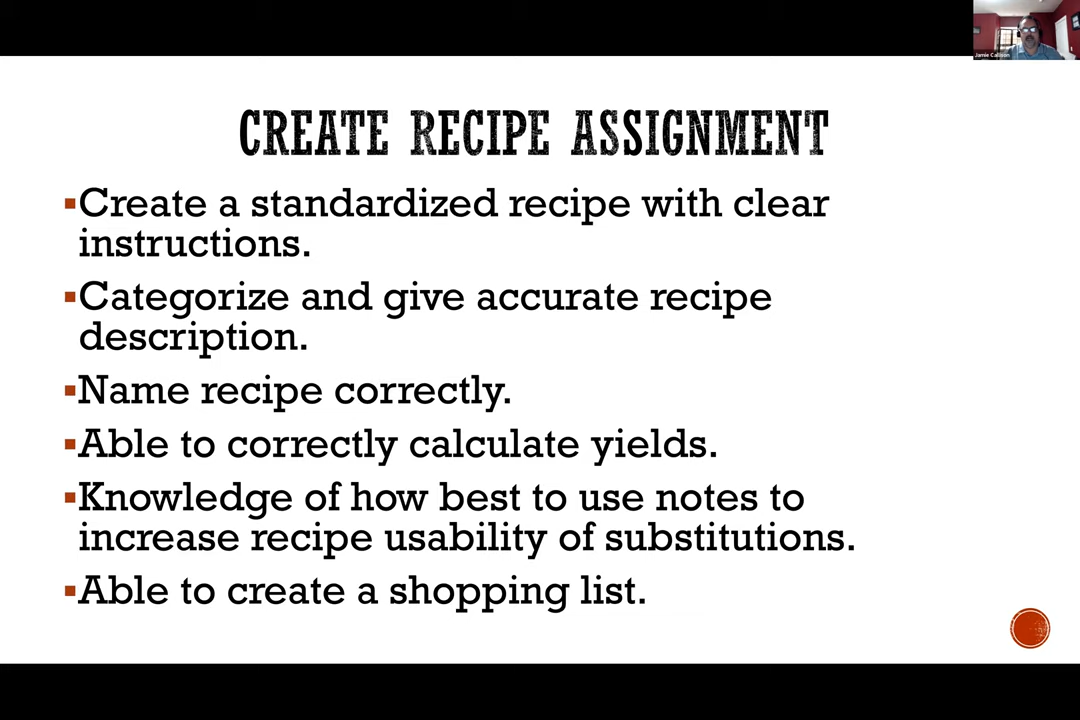 Jamie Callison
CREATE RECIPE ASSIGNMENT
▪Create a standardized recipe with clear
instructions.
▪Categorize and give accurate recipe
description.
▪Name recipe correctly.
▪Able to correctly calculate yields.
▪Knowledge of how best to use notes to
increase recipe usability of substitutions.
▪Able to create a shopping list.